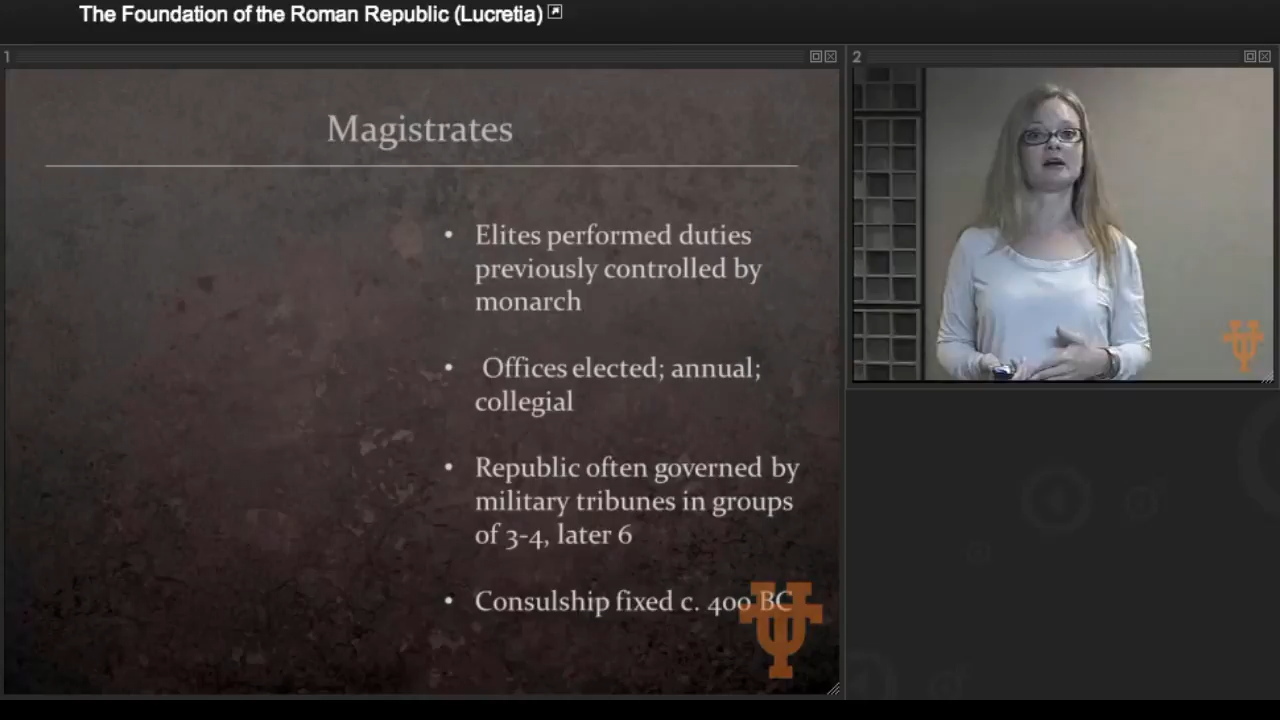 The Foundation of the Roman Republic (Lucretia)
1
2
Magistrates
• Elites performed duties
previously controlled by
monarch
• Offices elected; annual;
collegial
• Republic often governed by
military tribunes in groups
of 3-4, later 6
• Consulship fixed c. 400 BC